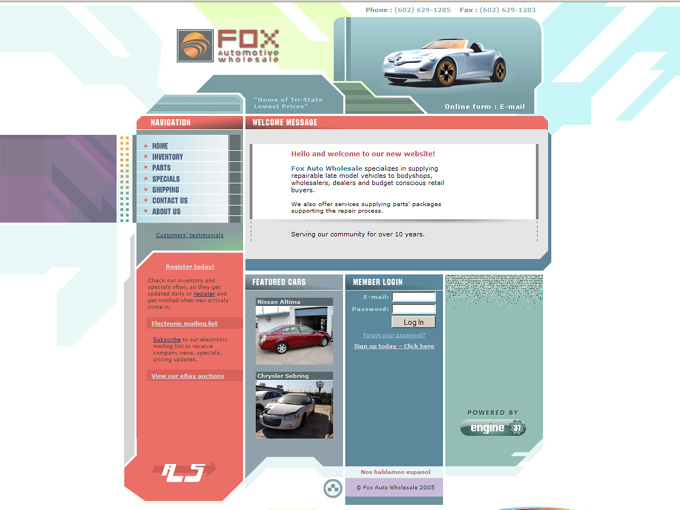 Phone : (602) 629-1285 Fax : (602) 629-1283
FOX
Automotive
wholesale
"Home of Tri-State
Lowest Prices"
Online form : E-mail
NAVIGATION
HOME
INVENTORY
PARTS
SPECIALS
SHIPPING
CONTACT US
ABOUT US
Customers' testimonials
WELCOME MESSAGE
Hello and welcome to our new website!
Fox Auto Wholesale specializes in supplying
repairable late model vehicles to bodyshops,
wholesalers, dealers and budget conscious retail
buyers.
We also offer services supplying parts' packages
supporting the repair process.
Serving our community for over 10 years.
Register today!
Check our inventory and
specials often, as they get
updated daily or register and
get notified when new arrivals
come in.
Electronic mailing list
Subscribe to our electronic
mailing list to receive
company news, specials,
pricing updates.
View our eBay auctions
ALS
FEATURED CARS
Nissan Altima
Chrysler Sebring
MEMBER LOGIN
E-mail:
Password:
Log In
Forgot your password?
Sign up today – Click here
POWERED BY
engine 37
Nos hablamos espanol
© Fox Auto Wholesale 2005